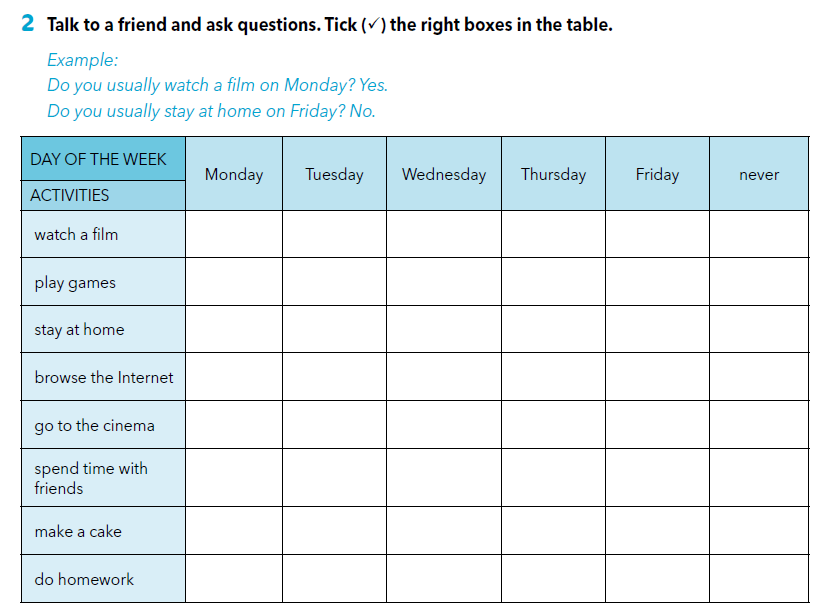 2 Talk to a friend and ask questions. Tick (✓) the right boxes in the table.
Example:
Do you usually watch a film on Monday? Yes.
Do you usually stay at home on Friday? No.
DAY OF THE WEEK
ACTIVITIES
Monday
Tuesday
Wednesday
Thursday
Friday
never
watch a film
play games
stay at home
browse the Internet
go to the cinema
spend time with
friends
make a cake
do homework